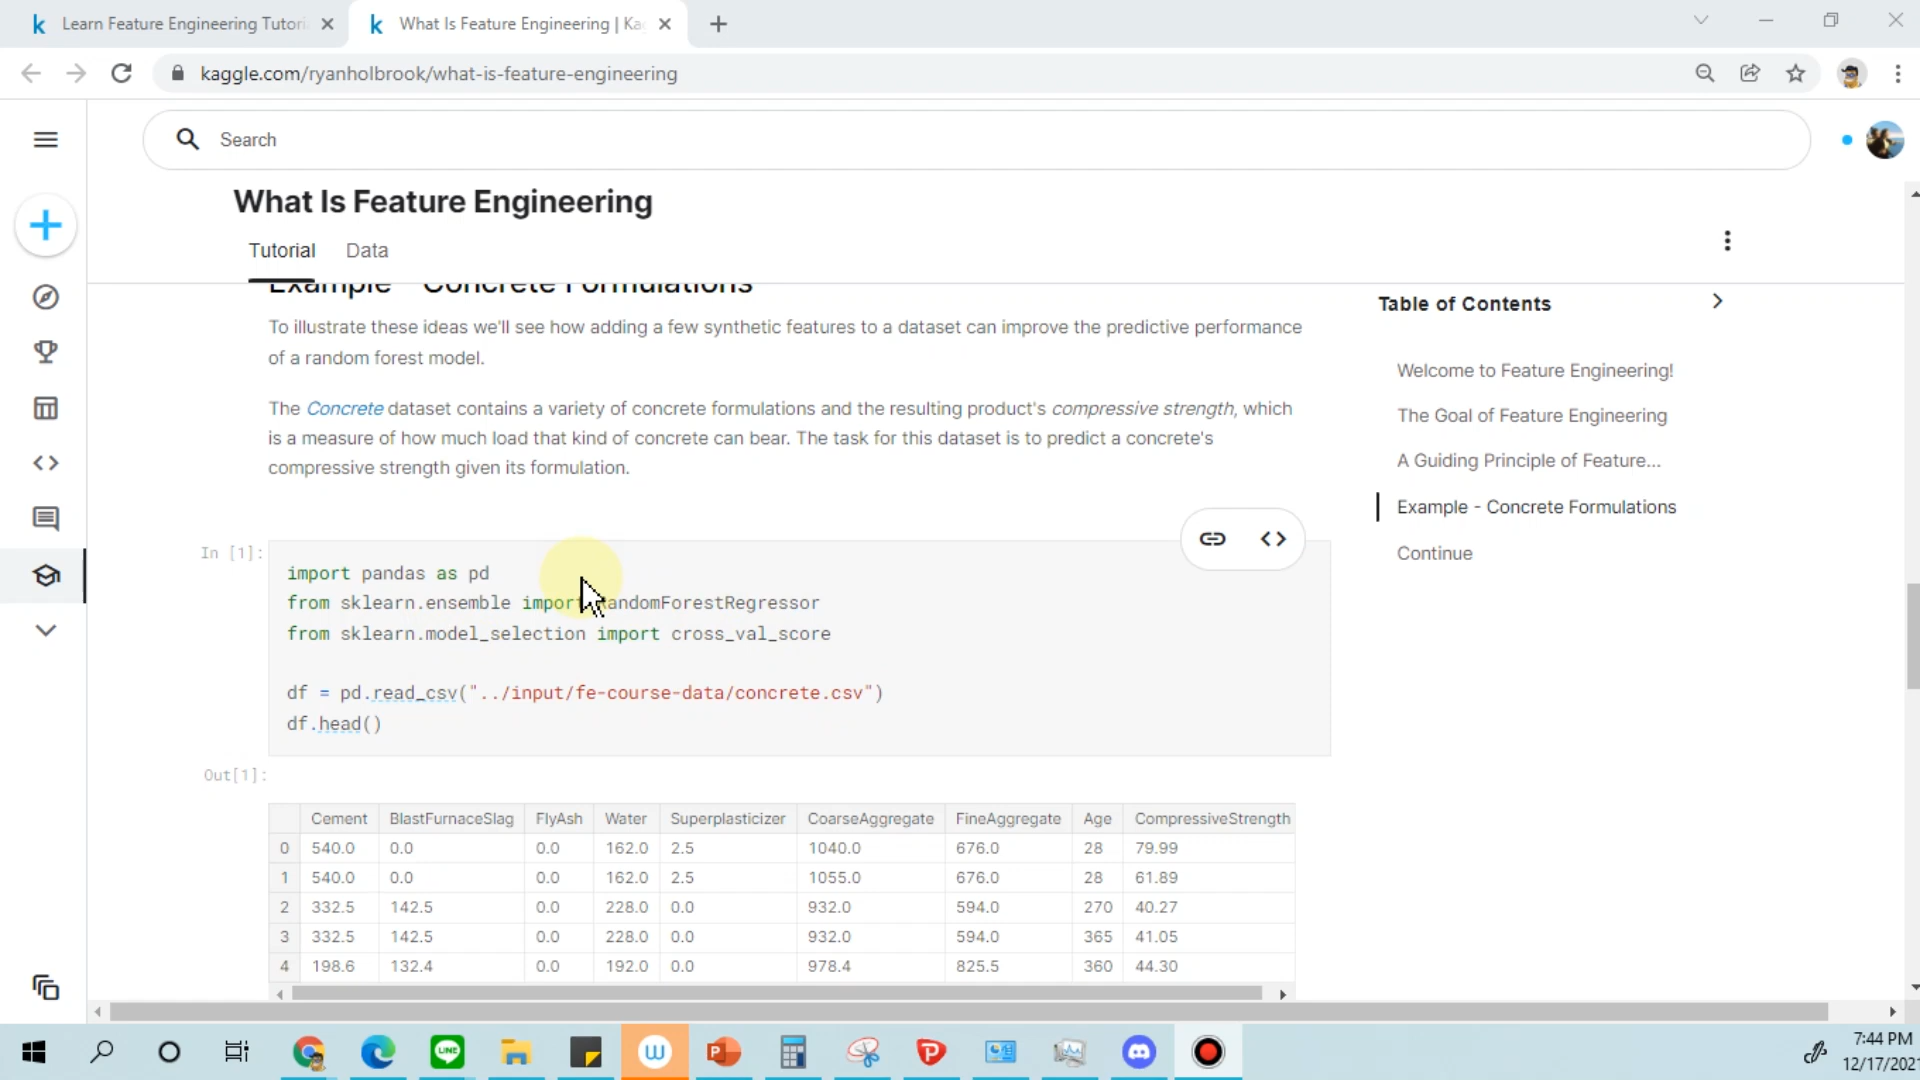 Learn Feature Engineering Tutori
What Is Feature Engineering | Ka
kaggle.com/ryanholbrook/what-is-feature-engineering
Search
What Is Feature Engineering
Tutorial Data
Example - Concrete Formulations
To illustrate these ideas we'll see how adding a few synthetic features to a dataset can improve the predictive performance
of a random forest model.
The Concrete dataset contains a variety of concrete formulations and the resulting product's compressive strength, which
is a measure of how much load that kind of concrete can bear. The task for this dataset is to predict a concrete's
compressive strength given its formulation.
Table of Contents
Welcome to Feature Engineering!
The Goal of Feature Engineering
A Guiding Principle of Feature...
Example - Concrete Formulations
Continue
In [1]:
import pandas as pd
from sklearn.ensemble import RandomForestRegressor
from sklearn.model_selection import cross_val_score
df = pd.read_csv("../input/fe-course-data/concrete.csv")
df.head()
Out[1]:
Cement BlastFurnaceSlag FlyAsh Water Superplasticizer CoarseAggregate FineAggregate Age CompressiveStrength
0 540.0 0.0 0.0 162.0 2.5 1040.0 676.0 28 79.99
1 540.0 0.0 0.0 162.0 2.5 1055.0 676.0 28 61.89
2 332.5 142.5 0.0 228.0 0.0 932.0 594.0 270 40.27
3 332.5 142.5 0.0 228.0 0.0 932.0 594.0 365 41.05
4 198.6 132.4 0.0 192.0 0.0 978.4 825.5 360 44.30
LINE
7:44 PM
12/17/202